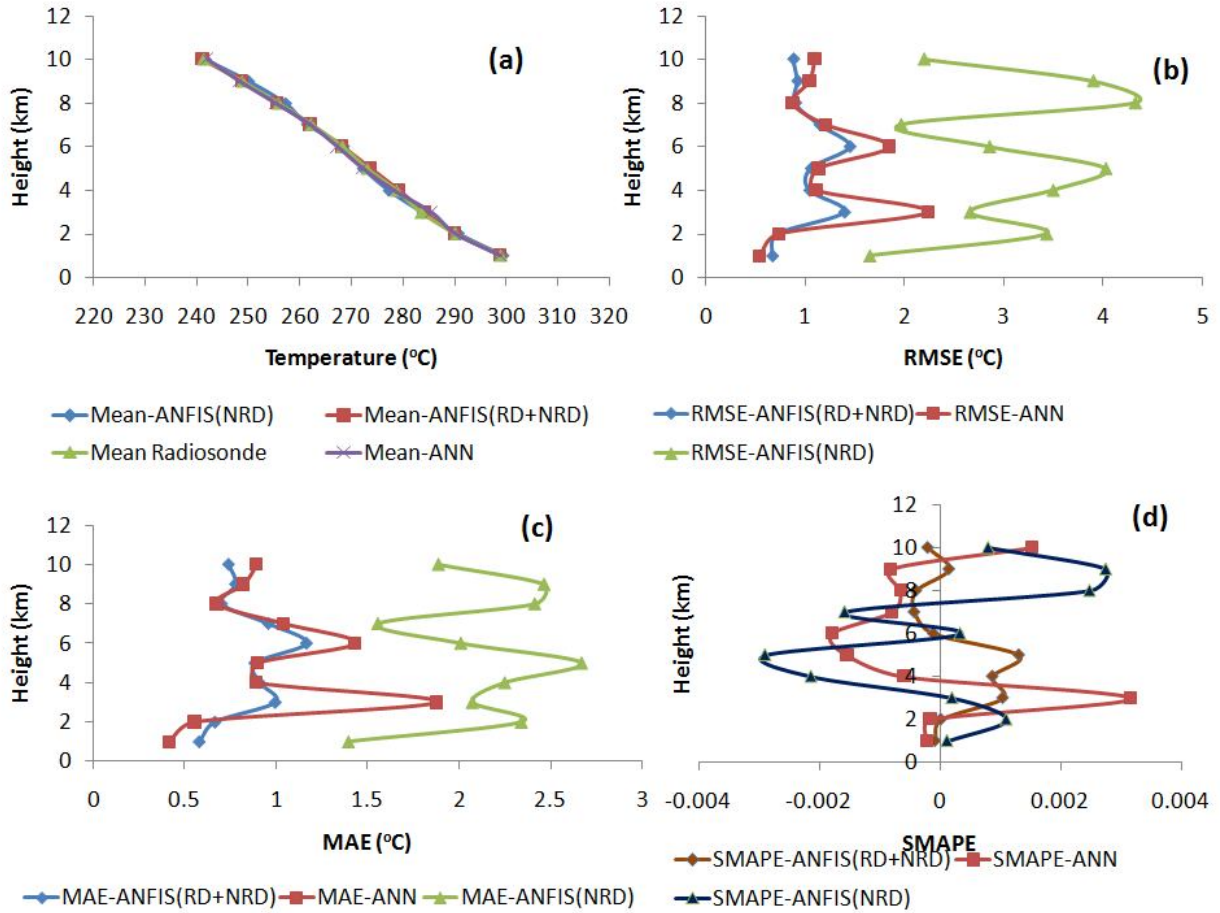 12
10
8
6
4
2
0
Height (km)
(a)
220 230 240 250 260 270 280 290 300 310 320
Temperature (ºC)
Mean-ANFIS(NRD) Mean-ANFIS(RD+NRD)
Mean Radiosonde Mean-ANN
12
10
8
6
4
2
0
Height (km)
(b)
0 1 2 3 4 5
RMSE (ºC)
RMSE-ANFIS(RD+NRD) RMSE-ANN
RMSE-ANFIS(NRD)
12
10
8
6
4
2
0
Height (km)
(c)
0 0.5 1 1.5 2 2.5 3
MAE (ºC)
MAE-ANFIS(RD+NRD) MAE-ANN MAE-ANFIS(NRD)
12
10
8
6
4
2
0
Height (km)
(d)
-0.004 -0.002 0 0.002 0.004
SMAPE
SMAPE-ANFIS(RD+NRD) SMAPE-ANN
SMAPE-ANFIS(NRD)